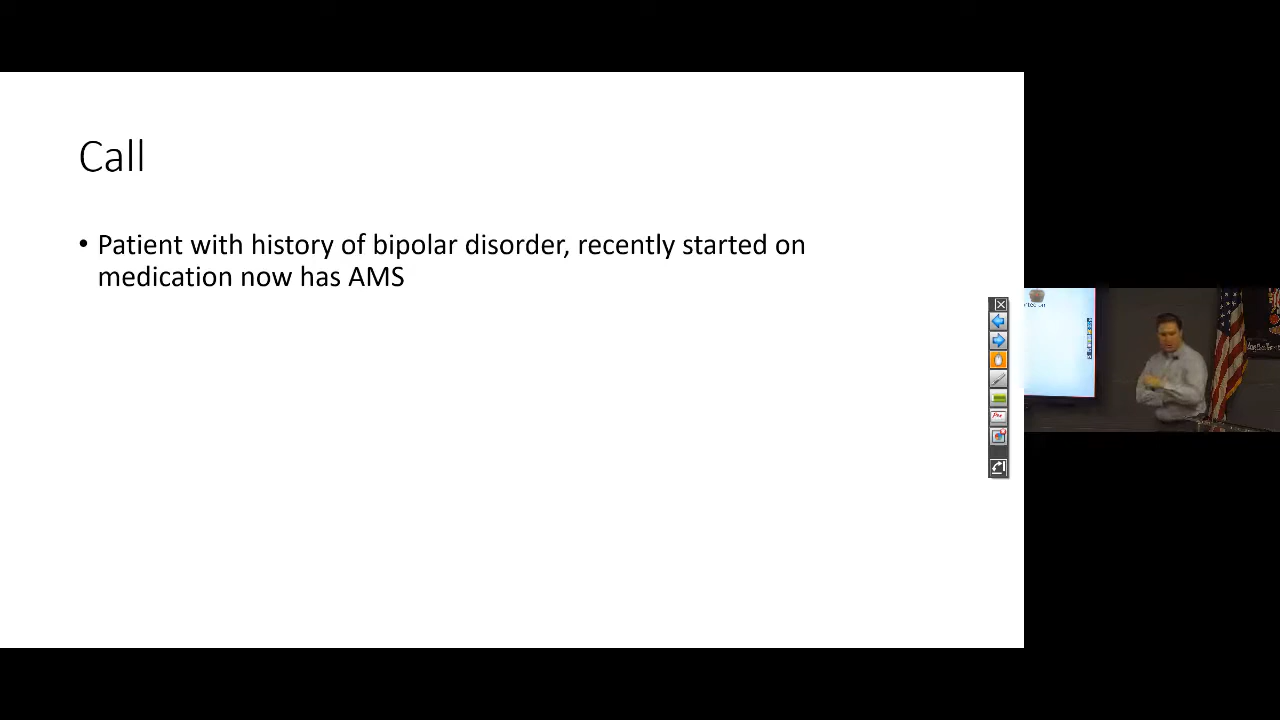 Call
• Patient with history of bipolar disorder, recently started on
medication now has AMS